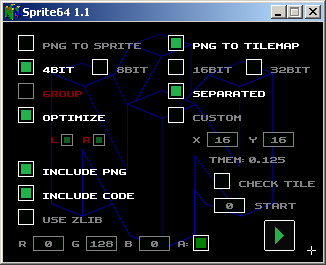 Sprite64 1.1
PNG TO SPRITE PNG TO TILEMAP
4BIT 8BIT 16BIT 32BIT
GROUP SEPARATED
OPTIMIZE CUSTOM
L R X 16 Y 16
TMEM: 0.125
INCLUDE PNG CHECK TILE
INCLUDE CODE 0 START
USE ZLIB
R 0 G 128 B 0 A: